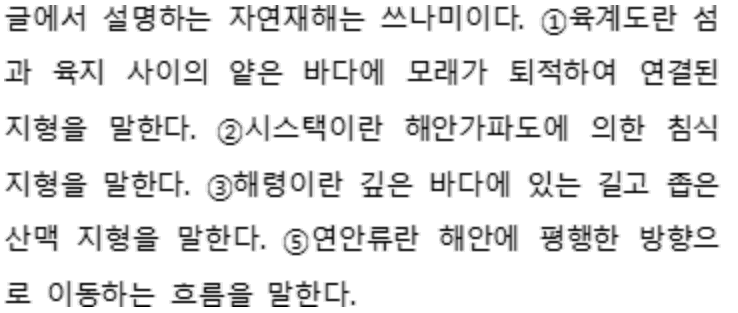 글에서 설명하는 자연재해는 쓰나미이다. ①육계도란 섬
과 육지 사이의 얕은 바다에 모래가 퇴적하여 연결된
지형을 말한다. ②시스택이란 해안가파도에 의한 침식
지형을 말한다. ③해령이란 깊은 바다에 있는 길고 좁은
산맥 지형을 말한다. ⑤연안류란 해안에 평행한 방향으
로 이동하는 흐름을 말한다.